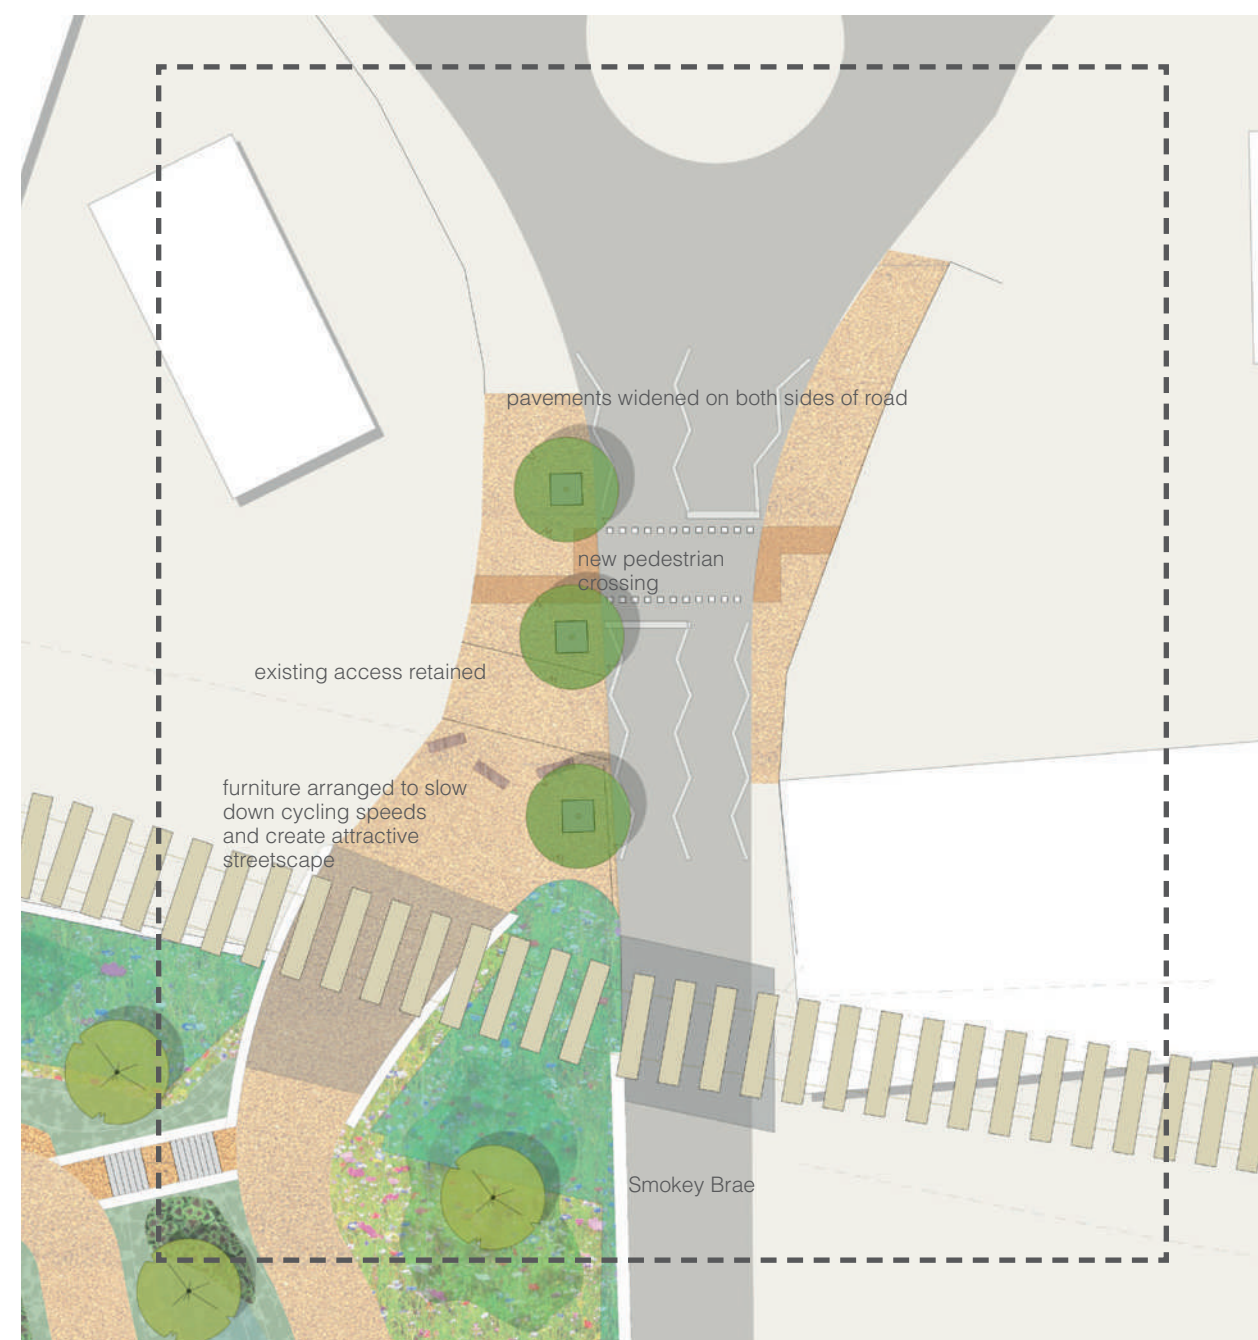 pavements widened on both sides of road
new pedestrian
crossing
existing access retained
furniture arranged to slow
down cycling speeds
and create attractive
streetscape
Smokey Brae